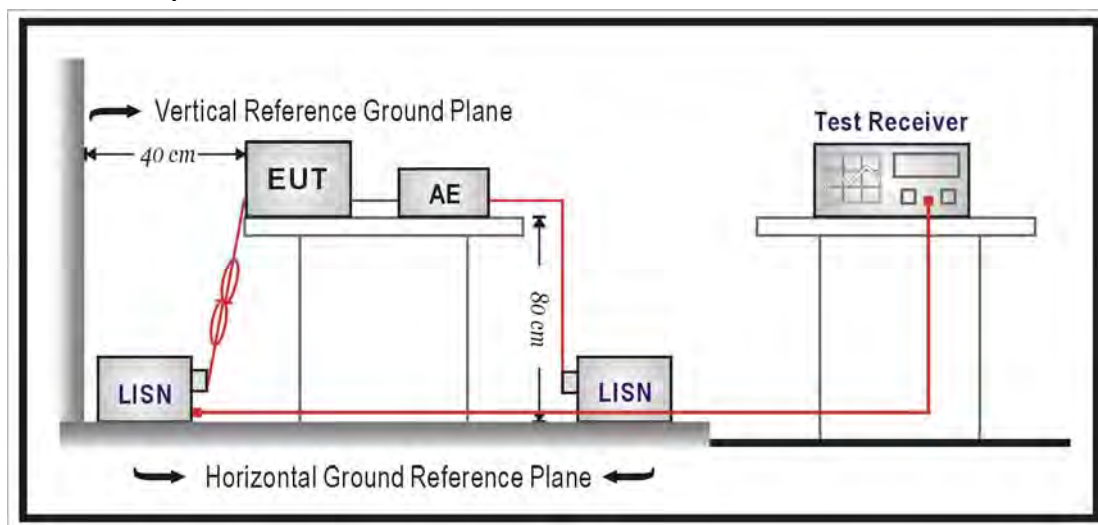 Vertical Reference Ground Plane
40 cm
Test Receiver
EUT
AE
80 cm
LISN
LISN
Horizontal Ground Reference Plane